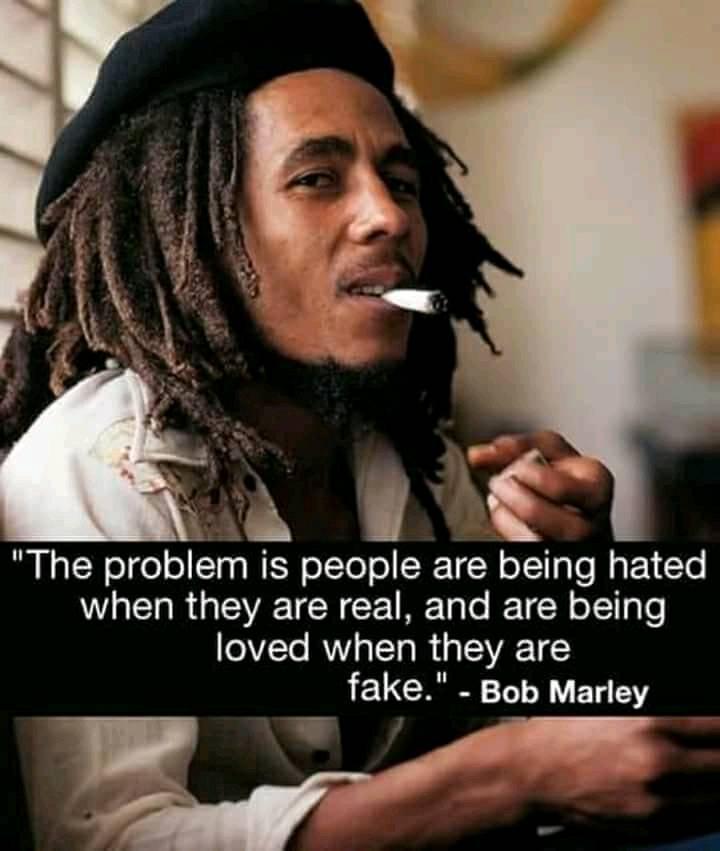 "The problem is people are being hated
when they are real, and are being
loved when they are
fake." - Bob Marley